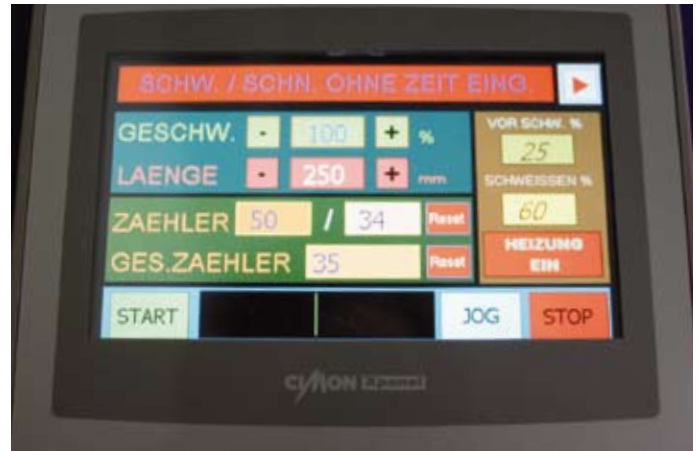 SCHW. / SCHN. OHNE ZEIT EING.
GESCHW. - 100 + %
LAENGE - 250 + mm
ZAEHLER 50 / 34 Reset
GES.ZAEHLER 35 Reset
VOR SCHW. %
25
SCHWEISSEN %
60
HEIZUNG
EIN
START JOG STOP
CIMON Xpanel